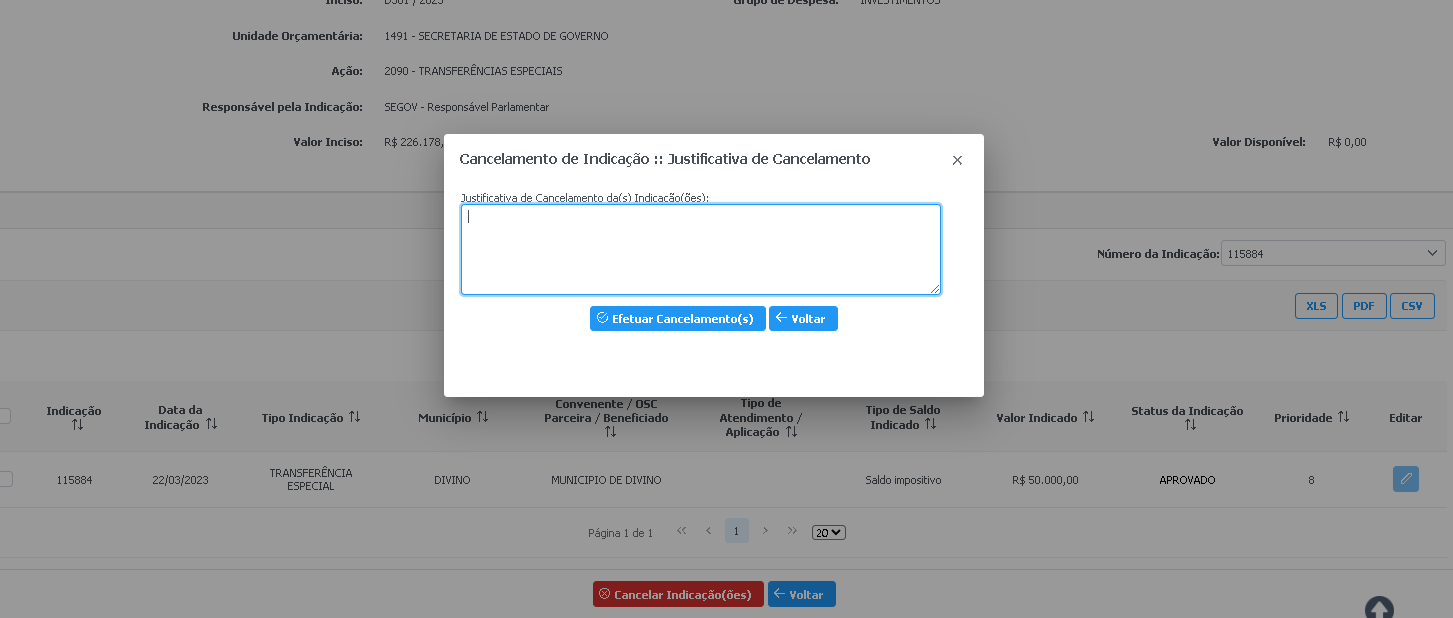 Inciso:
Grupo de Despesa:
INVESTIMENTOS
Unidade Orçamentária: 1491 - SECRETARIA DE ESTADO DE GOVERNO
Ação: 2090 - TRANSFERÊNCIAS ESPECIAIS
Responsável pela Indicação: SEGOV - Responsável Parlamentar
Valor Inciso: R$ 226.178,
Valor Disponível: R$ 0,00
Cancelamento de Indicação :: Justificativa de Cancelamento
Justificativa de Cancelamento da(s) Indicação(ões):
Efetuar Cancelamento(s) Voltar
Número da Indicação: 115884
XLS PDF CSV
Indicação
Data da
Indicação
Tipo Indicação
Município
Convenente / OSC
Parceira / Beneficiado
Tipo de
Atendimento /
Aplicação
Tipo de Saldo
Indicado
Valor Indicado
Status da Indicação
Prioridade
Editar
115884
22/03/2023
TRANSFERÊNCIA
ESPECIAL
DIVINO
MUNICIPIO DE DIVINO
Saldo impositivo
R$ 50.000,00
APROVADO
8
Página 1 de 1 1 20
Cancelar Indicação(ões) Voltar